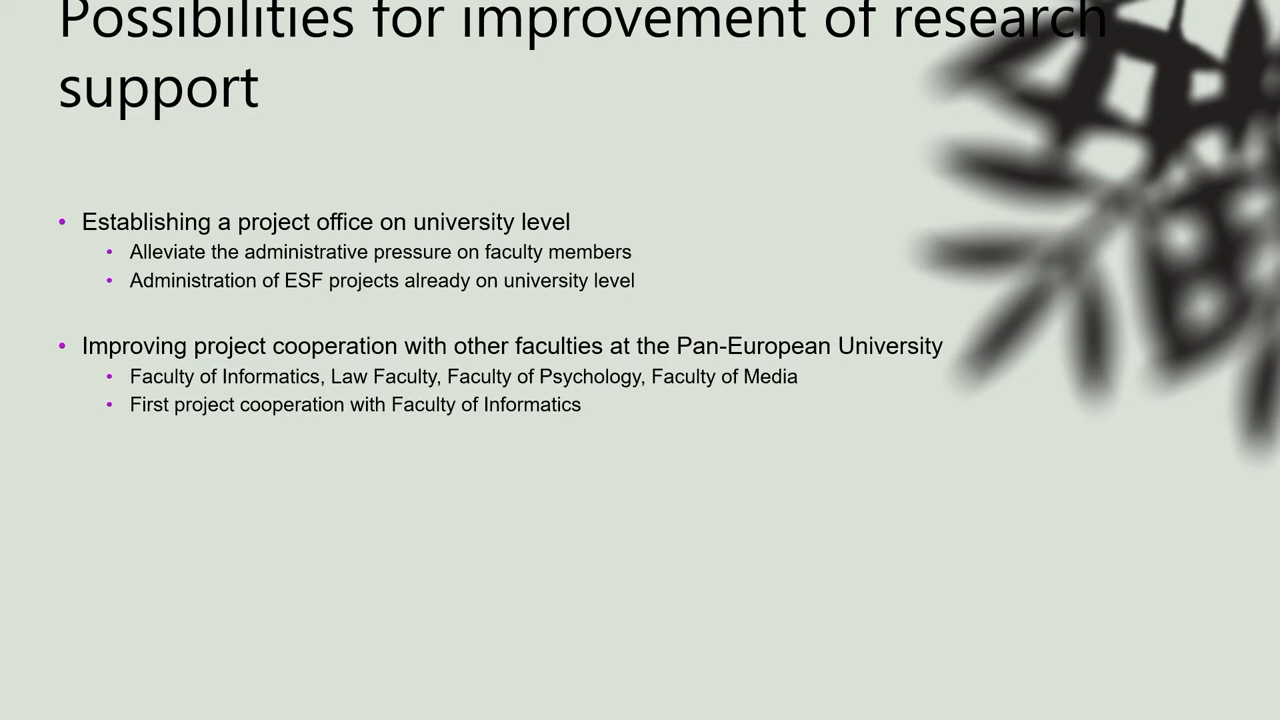 Possibilities for improvement of research
support
• Establishing a project office on university level
• Alleviate the administrative pressure on faculty members
• Administration of ESF projects already on university level
• Improving project cooperation with other faculties at the Pan-European University
• Faculty of Informatics, Law Faculty, Faculty of Psychology, Faculty of Media
• First project cooperation with Faculty of Informatics